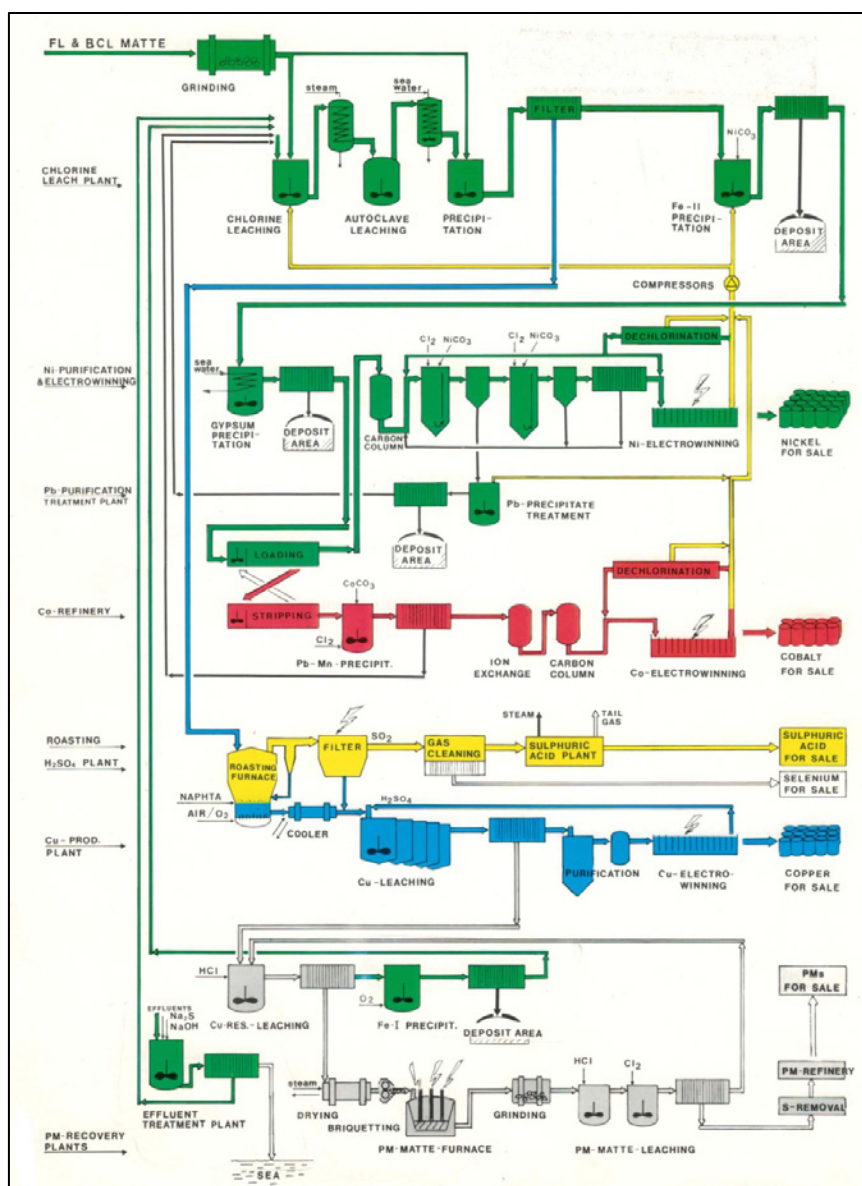 FL & BCL MATTE
GRINDING
steam
sea
water
FILTER
NiCO₃
CHLORINE
LEACH PLANT
CHLORINE
LEACHING
AUTOCLAVE
LEACHING
PRECIPI-
TATION
Fe-II
PRECIPI-
TATION
DEPOSIT
AREA
COMPRESSORS
Cl₂ NiCO₃
Cl₂ NiCO₃
DECHLORINATION
Ni-PURIFICATION
& ELECTROWINNING
sea
water
GYPSUM
PRECIPI-
TATION
DEPOSIT
AREA
CARBON
COLUMN
Ni-ELECTROWINNING
NICKEL
FOR SALE
Pb-PURIFICATION
TREATMENT PLANT
Pb-PRECIPITATE
TREATMENT
LOADING
DEPOSIT
AREA
CoCO₃
DECHLORINATION
Co-REFINERY
STRIPPING
Cl₂
Pb-Mn-PRECIPIT.
ION
EXCHANGE
CARBON
COLUMN
Co-ELECTROWINNING
COBALT
FOR SALE
STEAM
TAIL
GAS
ROASTING
H₂SO₄ PLANT
ROASTING
FURNACE
FILTER
SO₂
GAS
CLEANING
SULPHURIC
ACID PLANT
SULPHURIC
ACID FOR SALE
SELENIUM
FOR SALE
NAPHTA
AIR/O₂
COOLER
H₂SO₄
Cu-PROD.
PLANT
Cu-LEACHING
PURIFICATION
Cu-ELECTRO-
WINNING
COPPER
FOR SALE
HCl
Cu-RES.-LEACHING
O₂
Fe-I PRECIPIT.
DEPOSIT AREA
PMs
FOR SALE
EFFLUENTS
Na₂S
NaOH
EFFLUENT
TREATMENT PLANT
steam
DRYING
BRIQUETTING
PM-MATTE-FURNACE
GRINDING
HCl
Cl₂
PM-MATTE-LEACHING
PM-REFINERY
S-REMOVAL
PM-RECOVERY
PLANTS
SEA